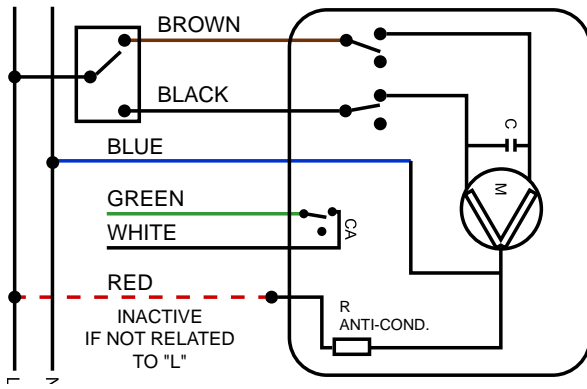 BROWN
BLACK
C
BLUE
M
GREEN
CA
WHITE
RED
R
ANTI-COND.
INACTIVE
IF NOT RELATED
TO "L"
L
N